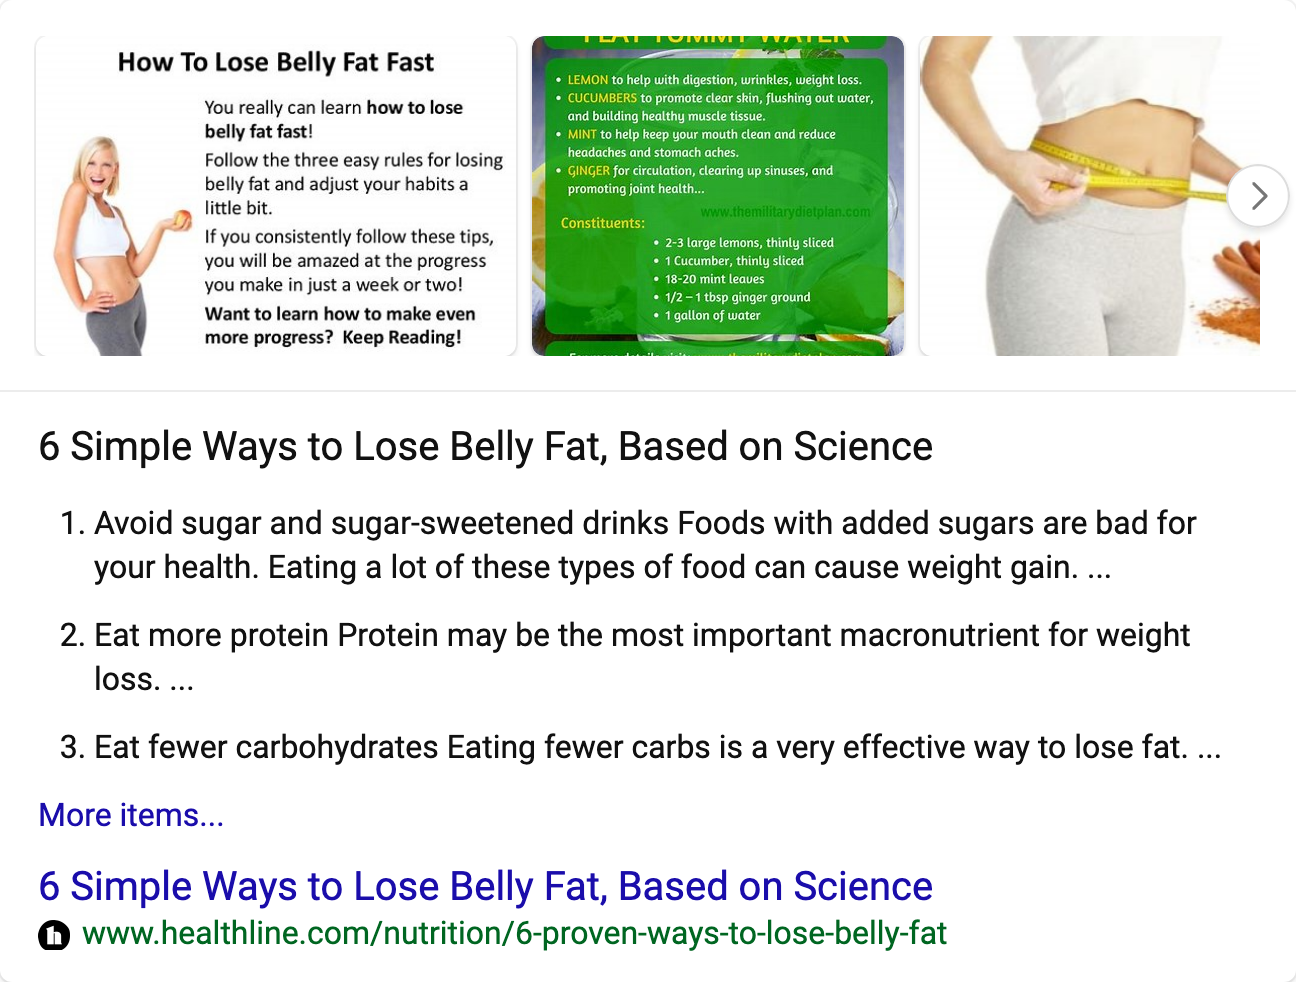 How To Lose Belly Fat Fast
You really can learn how to lose
belly fat fast!
Follow the three easy rules for losing
belly fat and adjust your habits a
little bit.
If you consistently follow these tips,
you will be amazed at the progress
you make in just a week or two!
Want to learn how to make even
more progress? Keep Reading!
FLAT TUMMY WATER
• LEMON to help with digestion, wrinkles, weight loss.
• CUCUMBERS to promote clear skin, flushing out water,
and building healthy muscle tissue.
• MINT to help keep your mouth clean and reduce
headaches and stomach aches.
• GINGER for circulation, clearing up sinuses, and
promoting joint health...
www.themilitarydietplan.com
Constituents:
• 2-3 large lemons, thinly sliced
• 1 Cucumber, thinly sliced
• 18-20 mint leaves
• 1/2 – 1 tbsp ginger ground
• 1 gallon of water
6 Simple Ways to Lose Belly Fat, Based on Science
1. Avoid sugar and sugar-sweetened drinks Foods with added sugars are bad for
your health. Eating a lot of these types of food can cause weight gain. ...
2. Eat more protein Protein may be the most important macronutrient for weight
loss. ...
3. Eat fewer carbohydrates Eating fewer carbs is a very effective way to lose fat. ...
More items...
6 Simple Ways to Lose Belly Fat, Based on Science
www.healthline.com/nutrition/6-proven-ways-to-lose-belly-fat